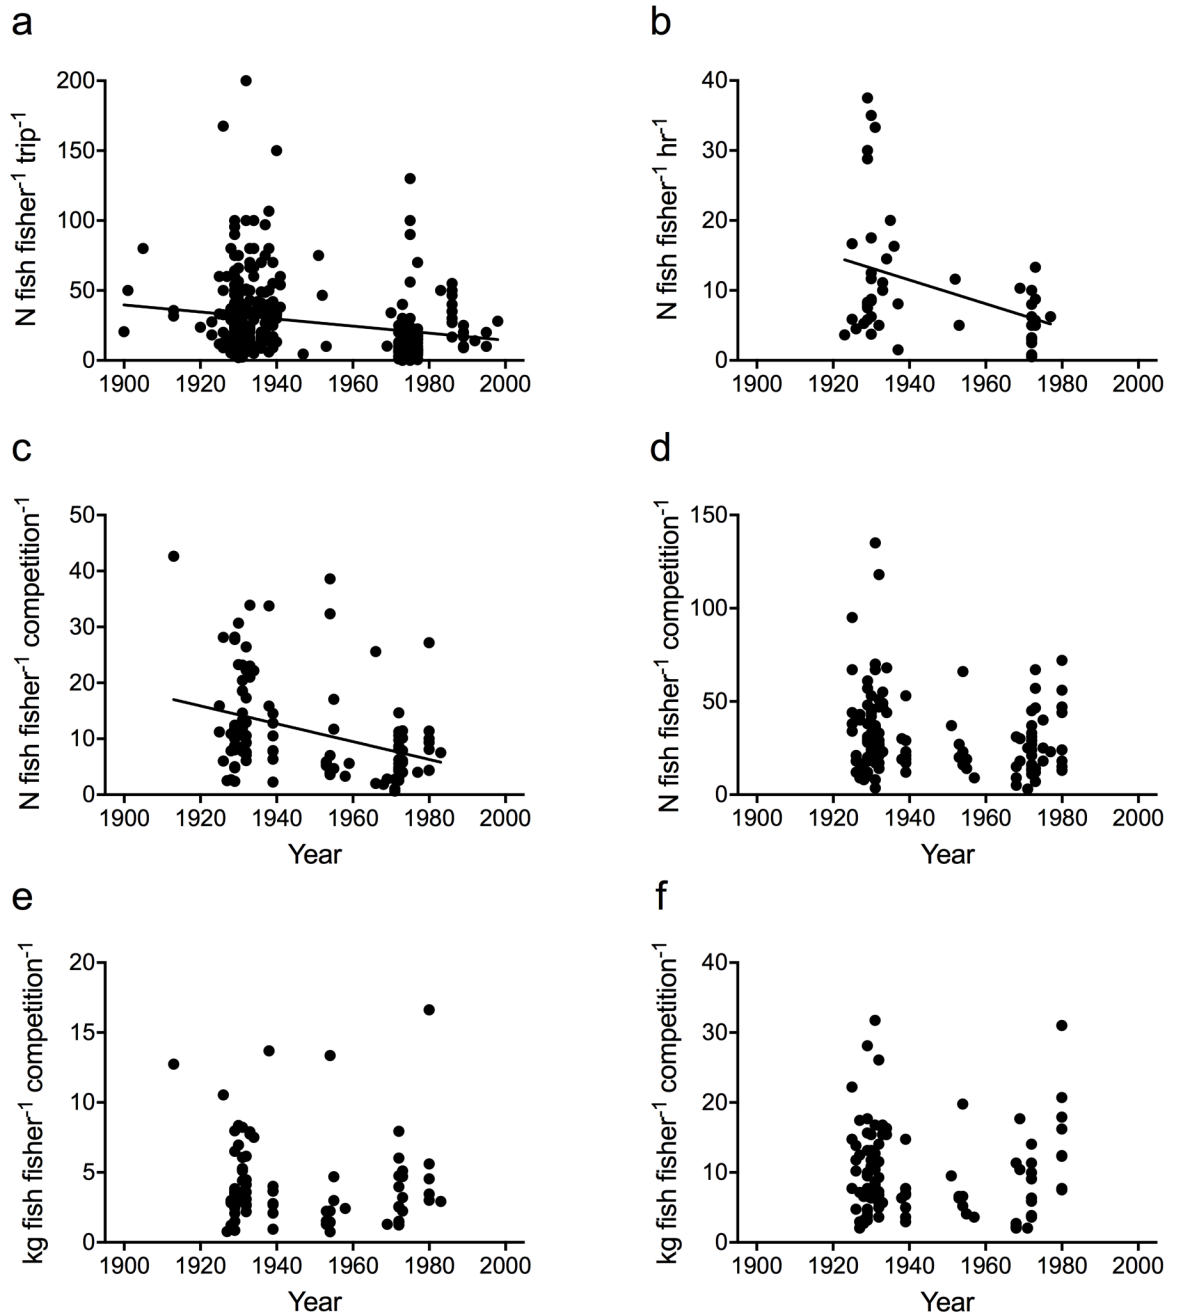 a
200
150
100
50
0
N fish fisher⁻¹ trip⁻¹
1900 1920 1940 1960 1980 2000
b
40
30
20
10
0
N fish fisher⁻¹ hr⁻¹
1900 1920 1940 1960 1980 2000
c
50
40
30
20
10
0
N fish fisher⁻¹ competition⁻¹
1900 1920 1940 1960 1980 2000
Year
d
150
100
50
0
N fish fisher⁻¹ competition⁻¹
1900 1920 1940 1960 1980 2000
Year
e
20
15
10
5
0
kg fish fisher⁻¹ competition⁻¹
1900 1920 1940 1960 1980 2000
Year
f
40
30
20
10
0
kg fish fisher⁻¹ competition⁻¹
1900 1920 1940 1960 1980 2000
Year